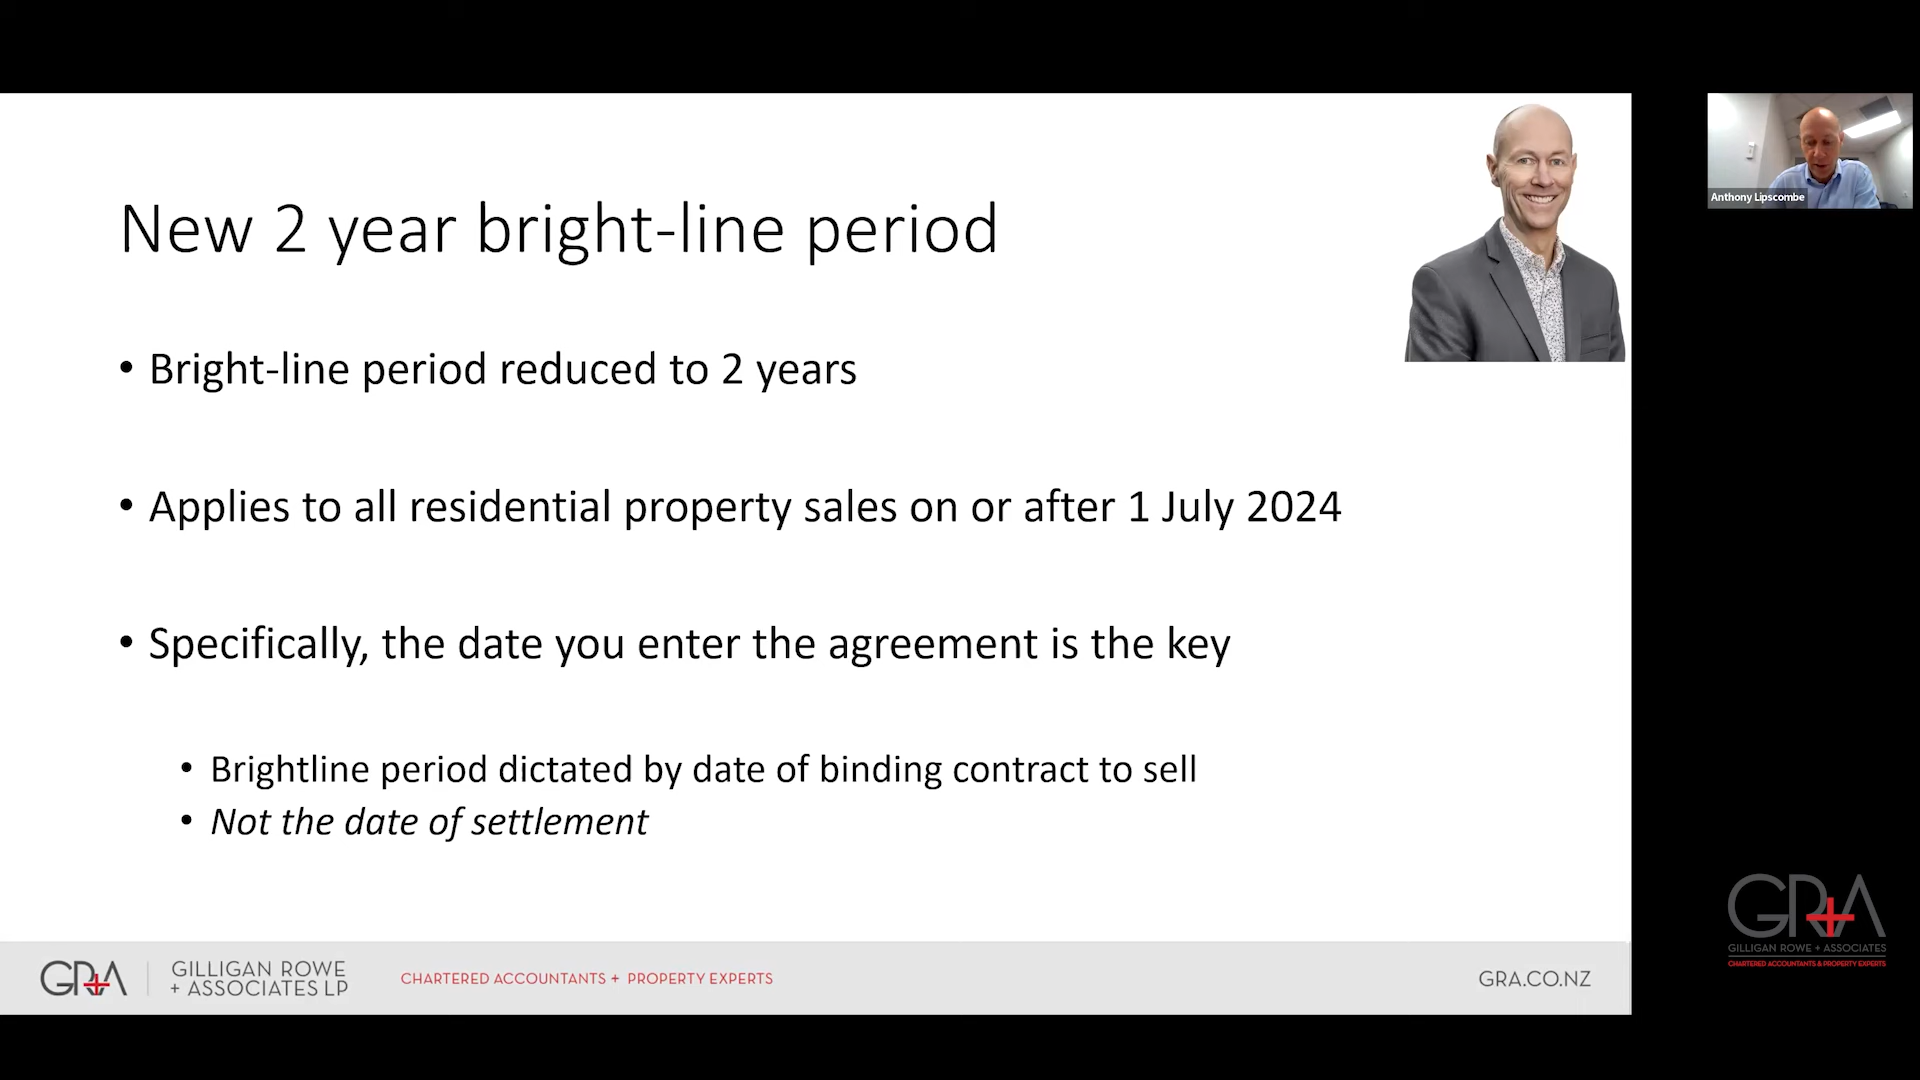 New 2 year bright-line period
• Bright-line period reduced to 2 years
• Applies to all residential property sales on or after 1 July 2024
• Specifically, the date you enter the agreement is the key
• Brightline period dictated by date of binding contract to sell
• Not the date of settlement
GRA
GILLIGAN ROWE
+ ASSOCIATES LP
CHARTERED ACCOUNTANTS + PROPERTY EXPERTS
GRA.CO.NZ
Anthony Lipscombe
GRA
GILLIGAN ROWE + ASSOCIATES
CHARTERED ACCOUNTANTS & PROPERTY EXPERTS